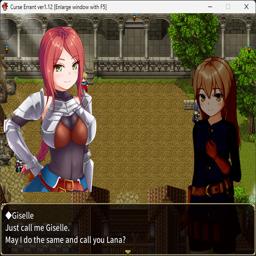 Curse Errant ver1.12 [Enlarge window with F5]
♦Giselle
Just call me Giselle.
May I do the same and call you Lana?